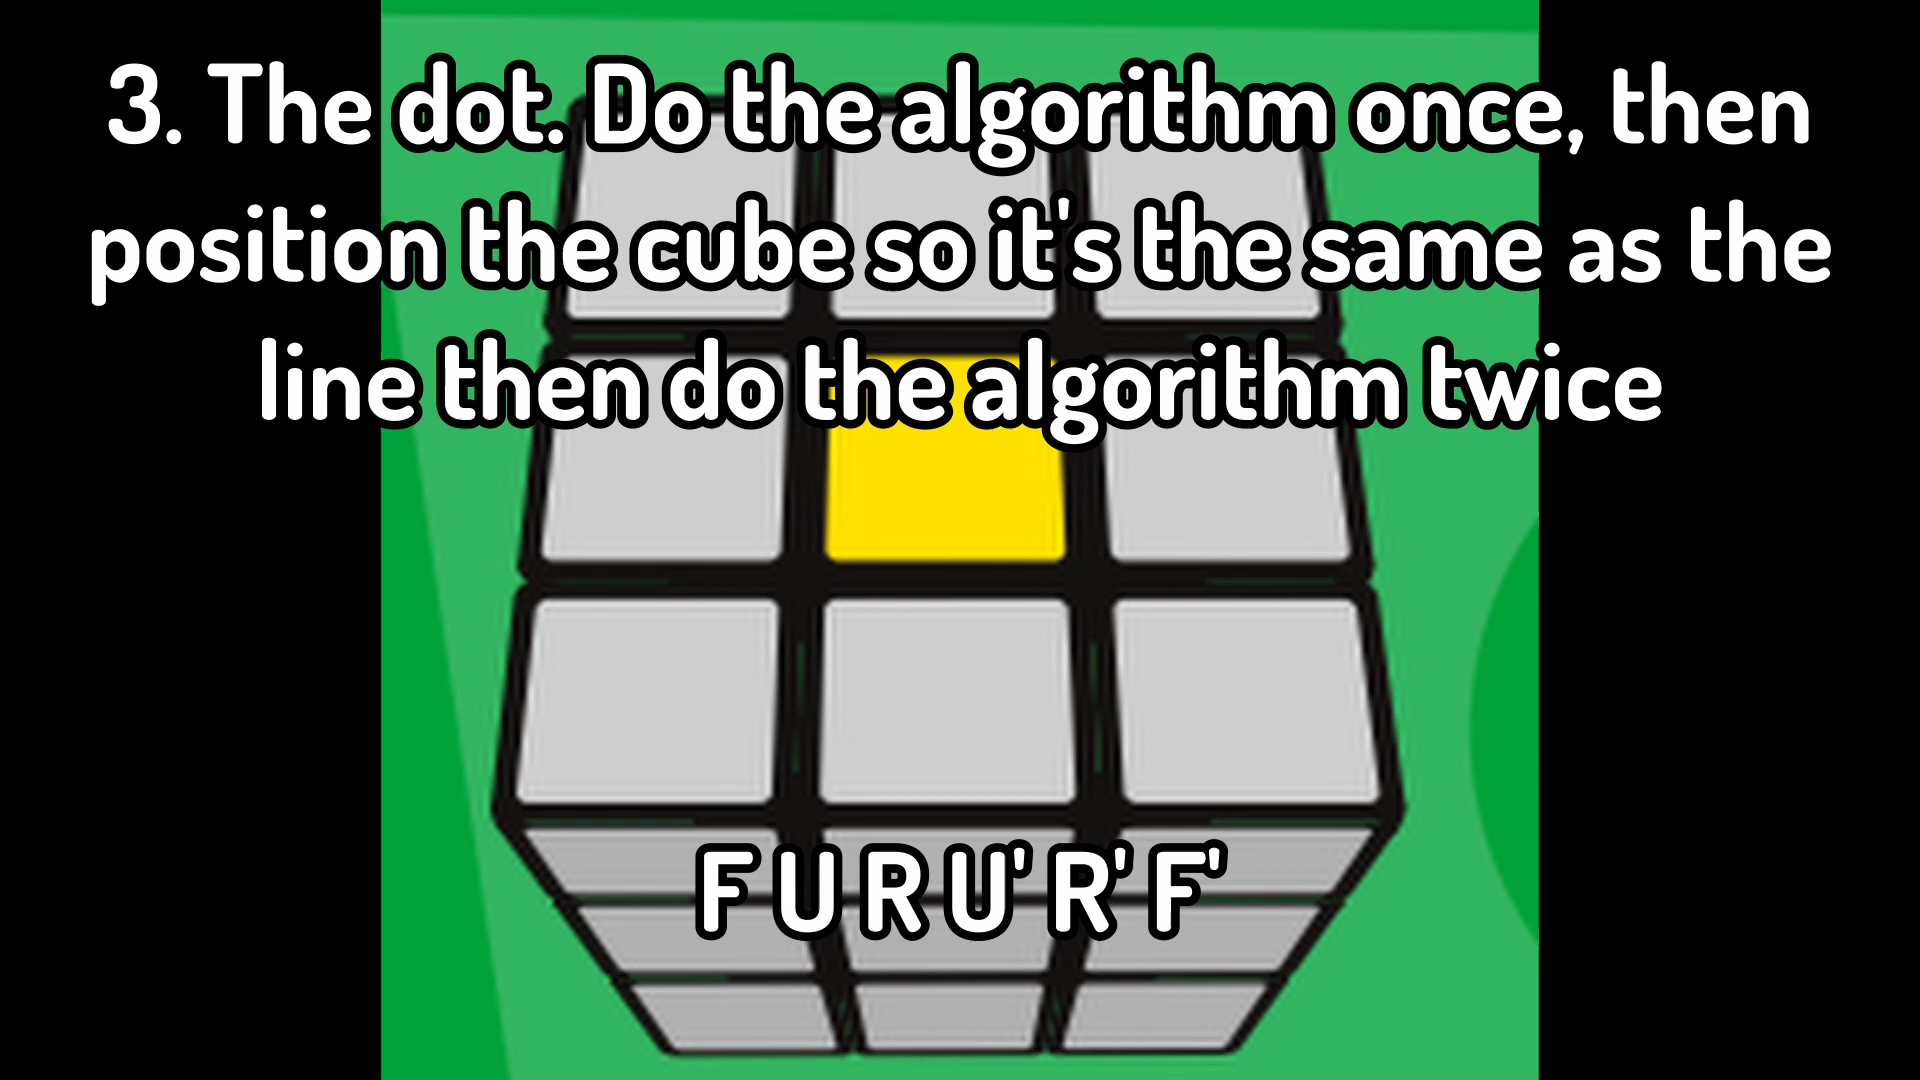 3. The dot. Do the algorithm once, then
position the cube so it's the same as the
line then do the algorithm twice
F U R U' R' F'